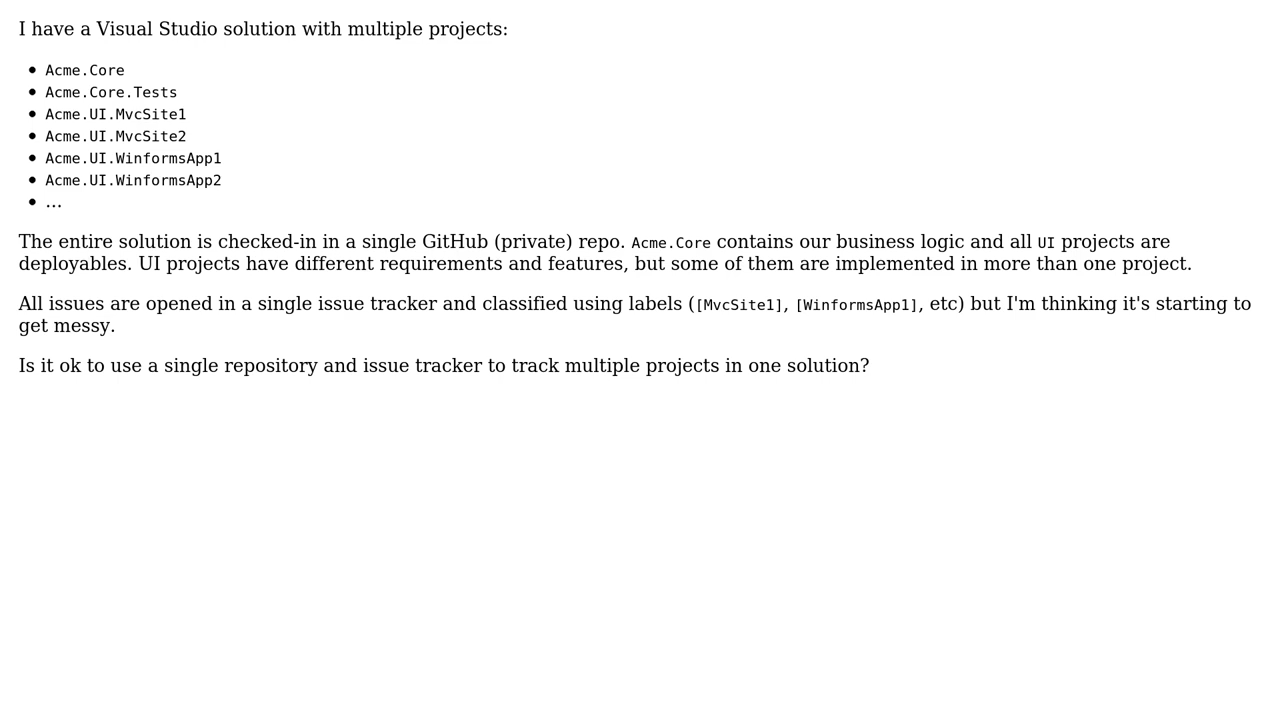 I have a Visual Studio solution with multiple projects:
• Acme.Core
• Acme.Core.Tests
• Acme.UI.MvcSite1
• Acme.UI.MvcSite2
• Acme.UI.WinformsApp1
• Acme.UI.WinformsApp2
• ...
The entire solution is checked-in in a single GitHub (private) repo. Acme.Core contains our business logic and all UI projects are
deployables. UI projects have different requirements and features, but some of them are implemented in more than one project.
All issues are opened in a single issue tracker and classified using labels ([MvcSite1], [WinformsApp1], etc) but I'm thinking it's starting to
get messy.
Is it ok to use a single repository and issue tracker to track multiple projects in one solution?